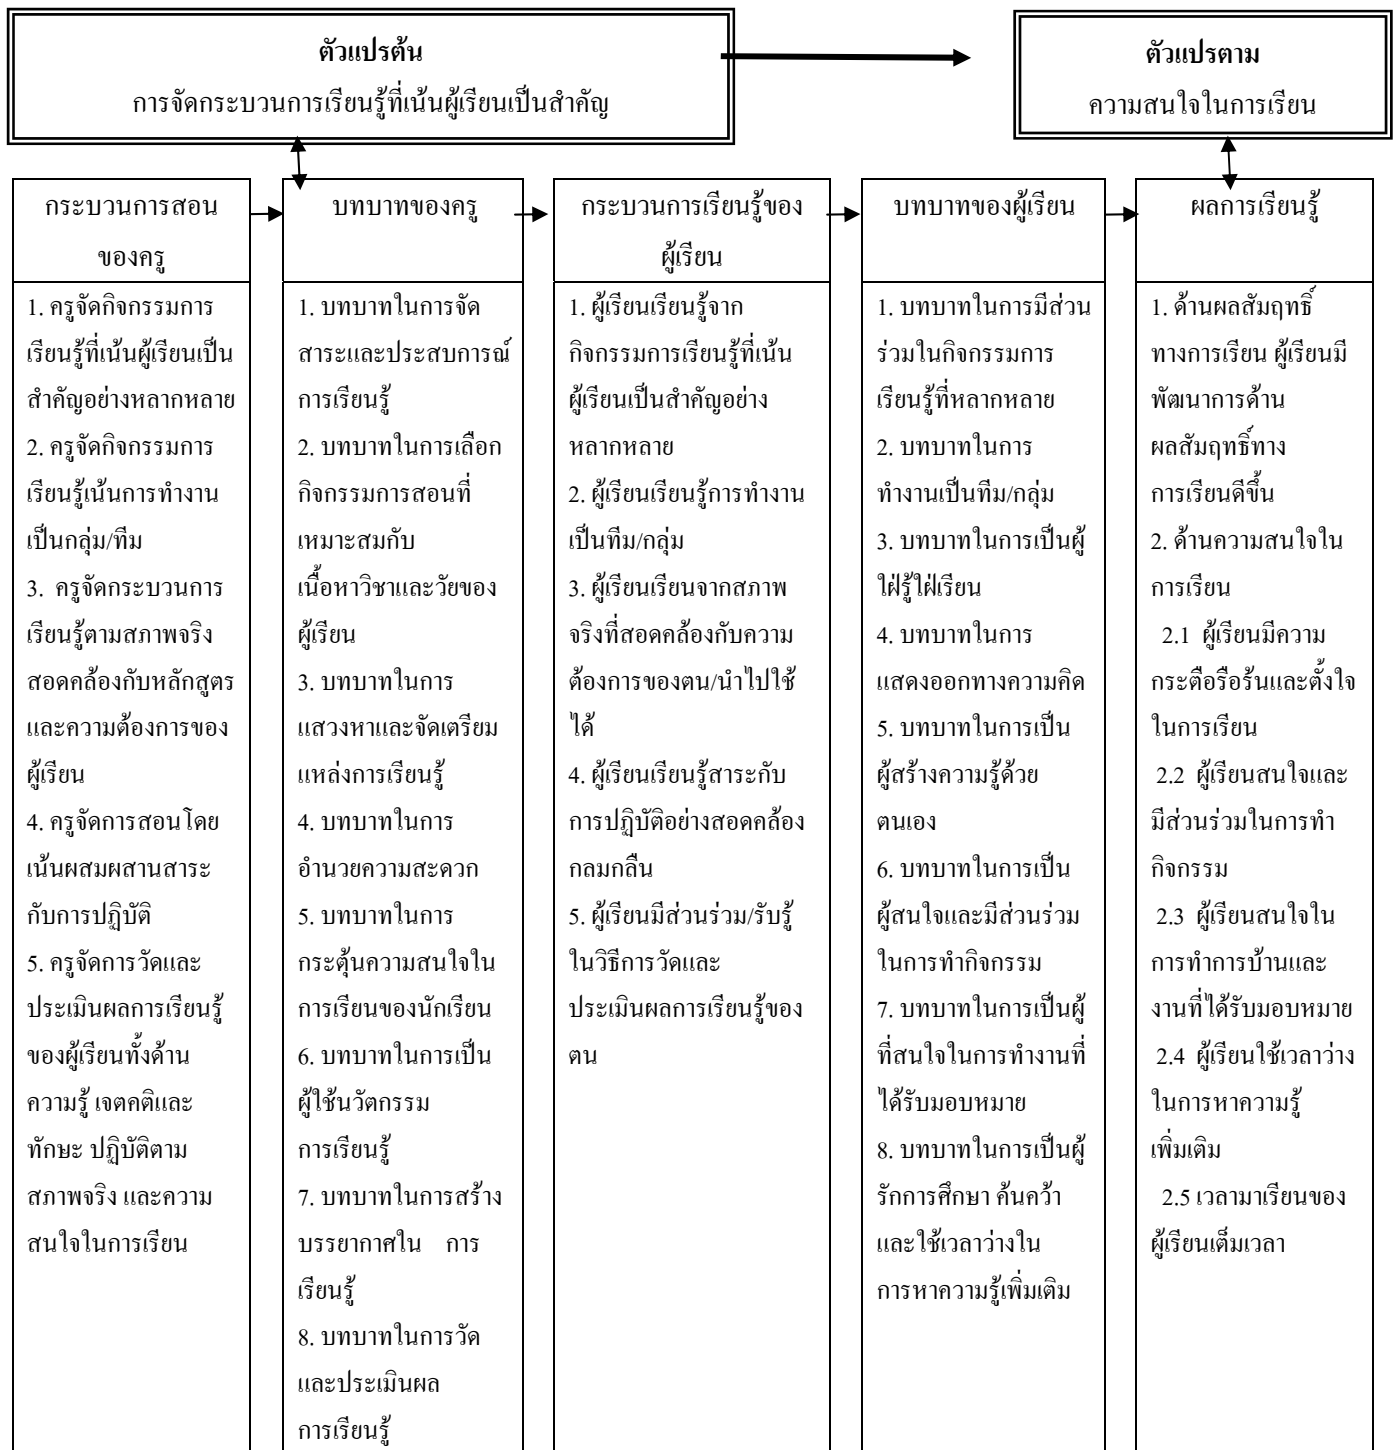 ตัวแปรต้น
การจัดกระบวนการเรียนรู้ที่เน้นผู้เรียนเป็นสำคัญ
ตัวแปรตาม
ความสนใจในการเรียน
กระบวนการสอน
ของครู
1. ครูจัดกิจกรรมการ
เรียนรู้ที่เน้นผู้เรียนเป็น
สำคัญอย่างหลากหลาย
2. ครูจัดกิจกรรมการ
เรียนรู้เน้นการทำงาน
เป็นกลุ่ม/ทีม
3. ครูจัดกระบวนการ
เรียนรู้ตามสภาพจริง
สอดคล้องกับหลักสูตร
และความต้องการของ
ผู้เรียน
4. ครูจัดการสอนโดย
เน้นผสมผสานสาระ
กับการปฏิบัติ
5. ครูจัดการวัดและ
ประเมินผลการเรียนรู้
ของผู้เรียนทั้งด้าน
ความรู้ เจตคติและ
ทักษะ ปฏิบัติตาม
สภาพจริง และความ
สนใจในการเรียน
บทบาทของครู
1. บทบาทในการจัด
สาระและประสบการณ์
การเรียนรู้
2. บทบาทในการเลือก
กิจกรรมการสอนที่
เหมาะสมกับ
เนื้อหาวิชาและวัยของ
ผู้เรียน
3. บทบาทในการ
แสวงหาและจัดเตรียม
แหล่งการเรียนรู้
4. บทบาทในการ
อำนวยความสะดวก
5. บทบาทในการ
กระตุ้นความสนใจใน
การเรียนของนักเรียน
6. บทบาทในการเป็น
ผู้ใช้นวัตกรรม
การเรียนรู้
7. บทบาทในการสร้าง
บรรยากาศใน การ
เรียนรู้
8. บทบาทในการวัด
และประเมินผล
การเรียนรู้
กระบวนการเรียนรู้ของ
ผู้เรียน
1. ผู้เรียนเรียนรู้จาก
กิจกรรมการเรียนรู้ที่เน้น
ผู้เรียนเป็นสำคัญอย่าง
หลากหลาย
2. ผู้เรียนเรียนรู้การทำงาน
เป็นทีม/กลุ่ม
3. ผู้เรียนเรียนจากสภาพ
จริงที่สอดคล้องกับความ
ต้องการของตน/นำไปใช้
ได้
4. ผู้เรียนเรียนรู้สาระกับ
การปฏิบัติอย่างสอดคล้อง
กลมกลืน
5. ผู้เรียนมีส่วนร่วม/รับรู้
ในวิธีการวัดและ
ประเมินผลการเรียนรู้ของ
ตน
บทบาทของผู้เรียน
1. บทบาทในการมีส่วน
ร่วมในกิจกรรมการ
เรียนรู้ที่หลากหลาย
2. บทบาทในการ
ทำงานเป็นทีม/กลุ่ม
3. บทบาทในการเป็นผู้
ใฝ่รู้ใฝ่เรียน
4. บทบาทในการ
แสดงออกทางความคิด
5. บทบาทในการเป็น
ผู้สร้างความรู้ด้วย
ตนเอง
6. บทบาทในการเป็น
ผู้สนใจและมีส่วนร่วม
ในการทำกิจกรรม
7. บทบาทในการเป็นผู้
ที่สนใจในการทำงานที่
ได้รับมอบหมาย
8. บทบาทในการเป็นผู้
รักการศึกษา ค้นคว้า
และใช้เวลาว่างใน
การหาความรู้เพิ่มเติม
ผลการเรียนรู้
1. ด้านผลสัมฤทธิ์
ทางการเรียน ผู้เรียนมี
พัฒนาการด้าน
ผลสัมฤทธิ์ทาง
การเรียนดีขึ้น
2. ด้านความสนใจใน
การเรียน
2.1 ผู้เรียนมีความ
กระตือรือร้นและตั้งใจ
ในการเรียน
2.2 ผู้เรียนสนใจและ
มีส่วนร่วมในการทำ
กิจกรรม
2.3 ผู้เรียนสนใจใน
การทำการบ้านและ
งานที่ได้รับมอบหมาย
2.4 ผู้เรียนใช้เวลาว่าง
ในการหาความรู้
เพิ่มเติม
2.5 เวลามาเรียนของ
ผู้เรียนเต็มเวลา